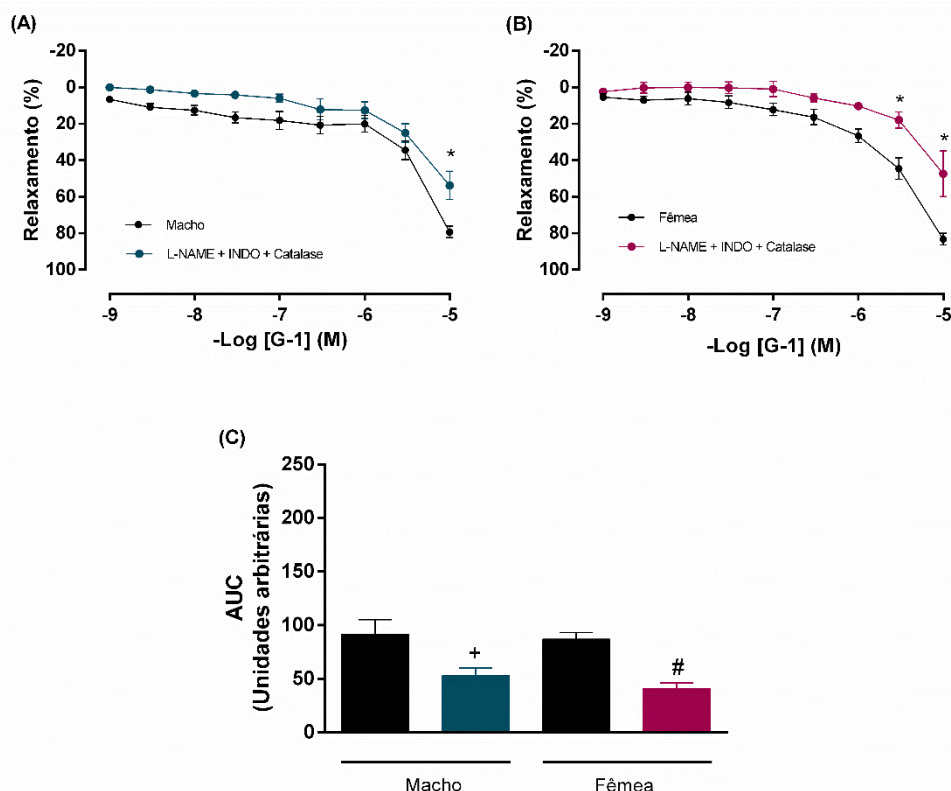 (A)
-20
0
20
40
60
80
100
Relaxamento (%)
*
Macho
L-NAME + INDO + Catalase
-9
-8
-7
-6
-5
-Log [G-1] (M)
(B)
-20
0
20
40
60
80
100
Relaxamento (%)
*
*
Fêmea
L-NAME + INDO + Catalase
-9
-8
-7
-6
-5
-Log [G-1] (M)
(C)
250
200
150
100
50
0
AUC
(Unidades arbitrárias)
+
#
Macho
Fêmea